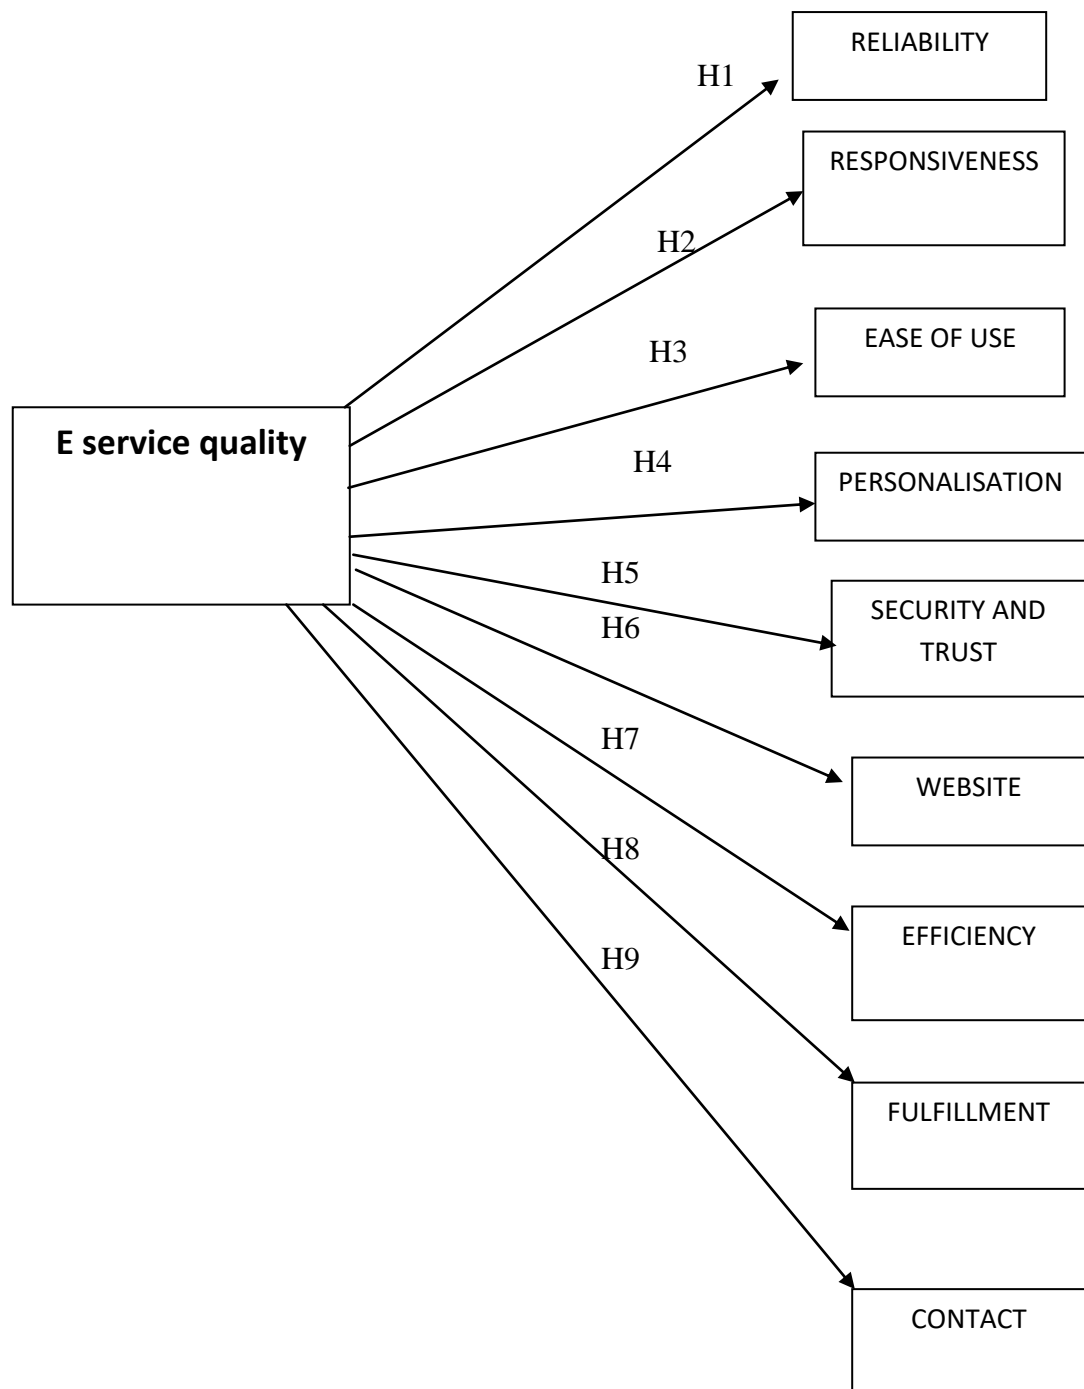 RELIABILITY
H1
RESPONSIVENESS
H2
H3
EASE OF USE
E service quality
H4
PERSONALISATION
H5
SECURITY AND
TRUST
H6
H7
WEBSITE
H8
EFFICIENCY
H9
FULFILLMENT
CONTACT